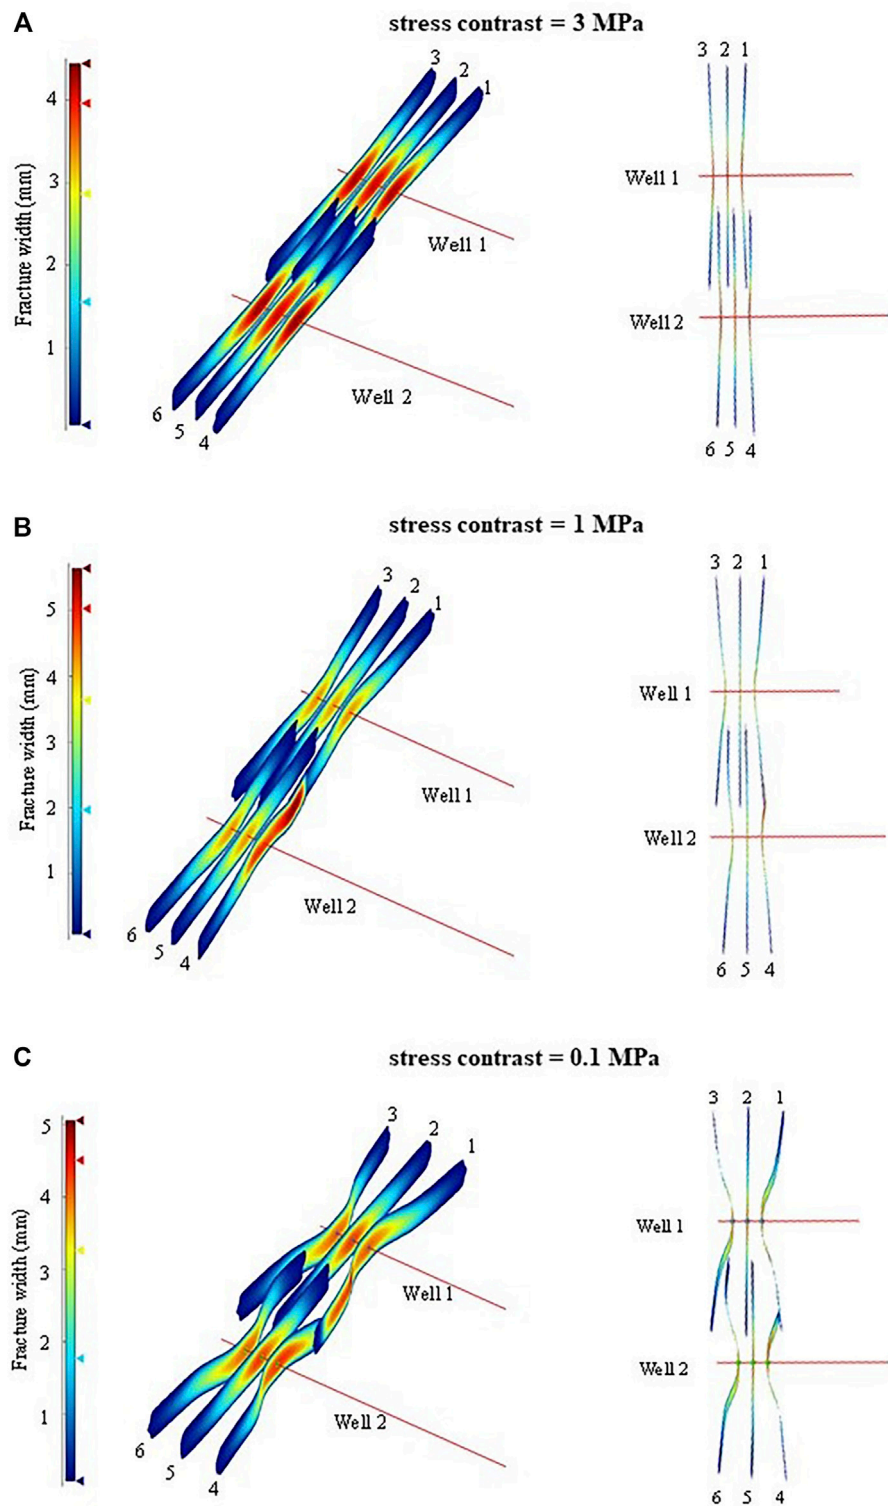 A
stress contrast = 3 MPa
3
2
1
3 2 1
4
3
2
1
Fracture width (mm)
Well 1
Well 1
Well 2
Well 2
6
5
4
6 5 4
B
stress contrast = 1 MPa
3
2
1
3 2 1
5
4
3
2
1
Fracture width (mm)
Well 1
Well 1
Well 2
Well 2
6
5
4
6 5 4
C
stress contrast = 0.1 MPa
3
2
1
3 2 1
5
4
3
2
1
Fracture width (mm)
Well 1
Well 1
Well 2
Well 2
6
5
4
6 5 4